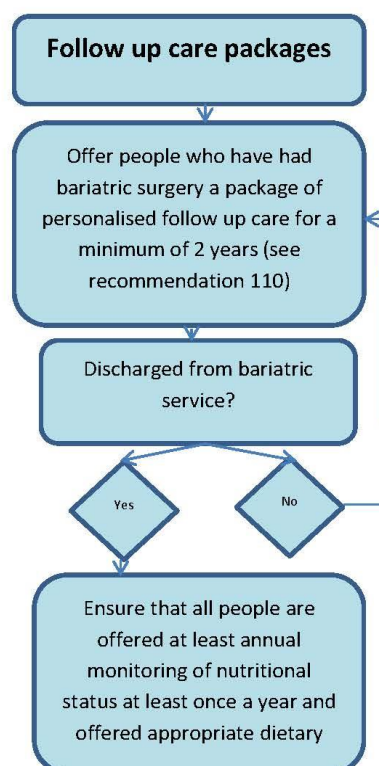 Follow up care packages
Offer people who have had
bariatric surgery a package of
personalised follow up care for a
minimum of 2 years (see
recommendation 110)
Discharged from bariatric
service?
Yes
No
Ensure that all people are
offered at least annual
monitoring of nutritional
status at least once a year and
offered appropriate dietary